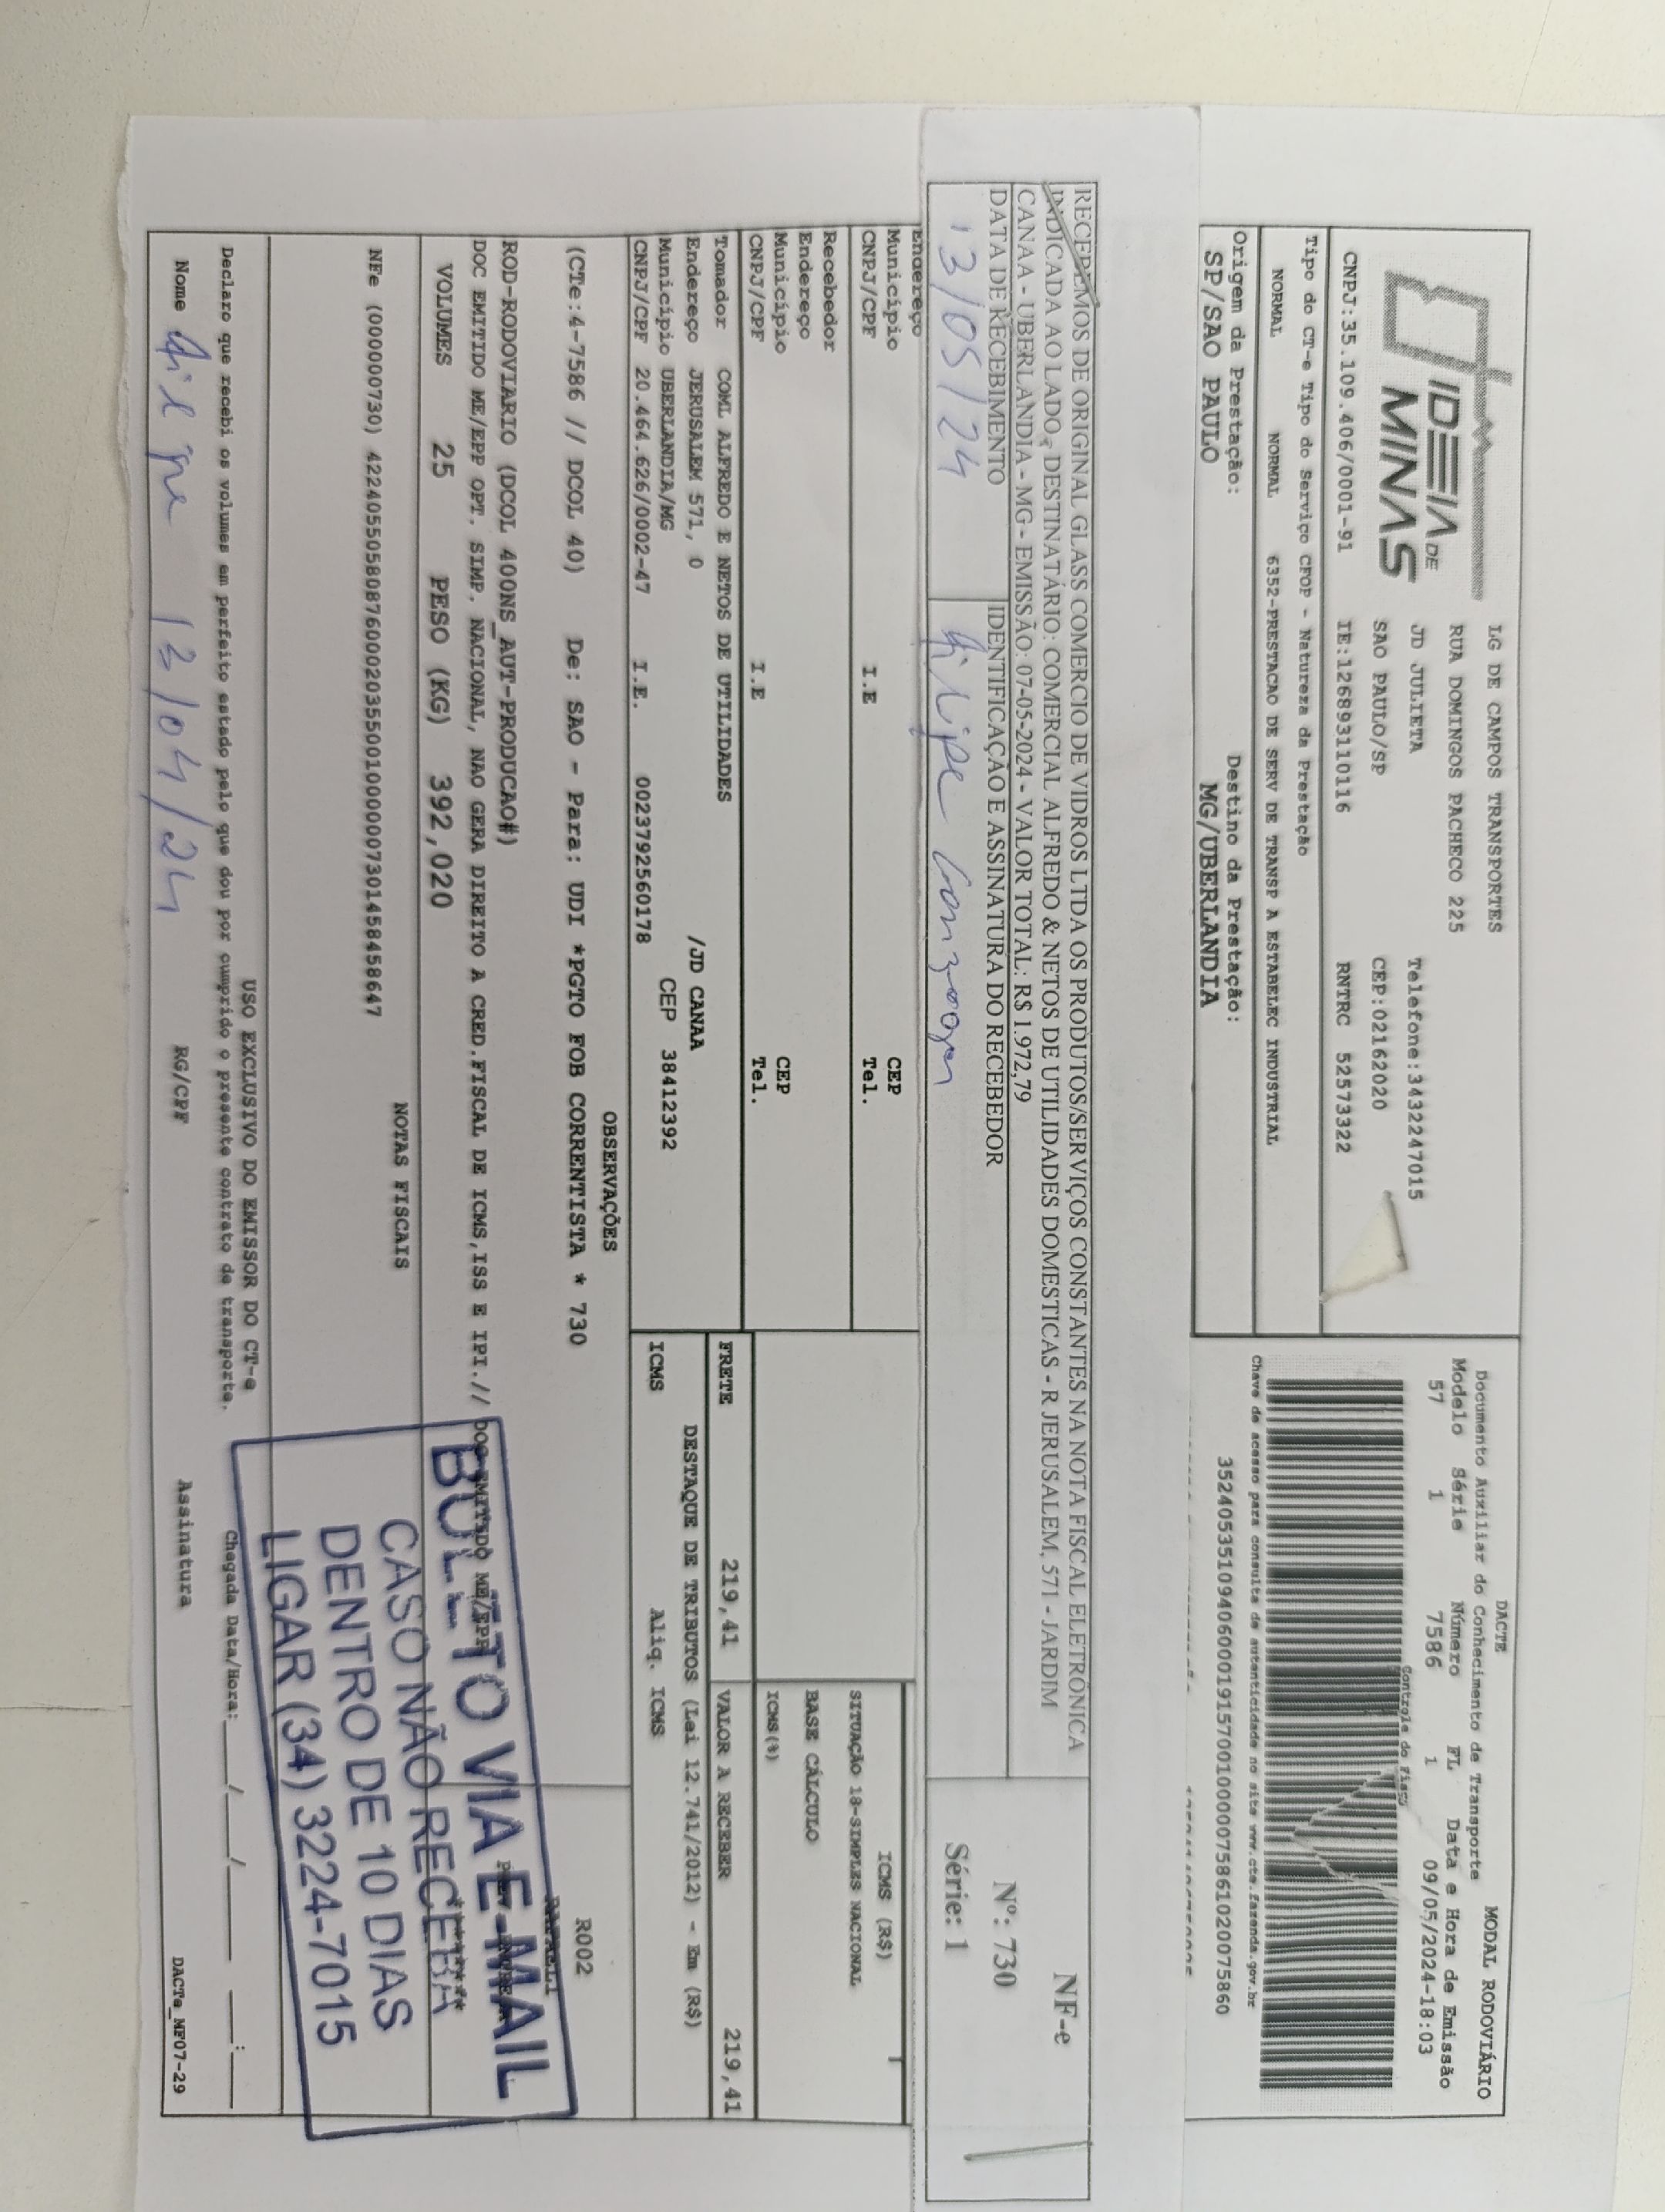 IDEIA DE
MINAS
LG DE CAMPOS TRANSPORTES
RUA DOMINGOS PACHECO 225
JD JULIETA Telefone:3432247015
SAO PAULO/SP CEP:02162020
CNPJ:35.109.406/0001-91 IE:126893110116 RNTRC 52573322
DACTE MODAL RODOVIÁRIO
Documento Auxiliar do Conhecimento de Transporte
Modelo Série Número FL Data e Hora de Emissão
57 1 7586 1 09/05/2024-18:03
Controle do Fisco
Tipo do CT-e Tipo do Serviço CFOP - Natureza da Prestação
NORMAL NORMAL 6352-PRESTACAO DE SERV DE TRANSP A ESTABELEC INDUSTRIAL
Chave de acesso para consulta de autenticidade no site www.cte.fazenda.gov.br
35240535109406000191570010000075861020075860
Origem da Prestação: Destino da Prestação:
SP/SAO PAULO MG/UBERLANDIA
RECEBEMOS DE ORIGINAL GLASS COMERCIO DE VIDROS LTDA OS PRODUTOS/SERVIÇOS CONSTANTES NA NOTA FISCAL ELETRÔNICA
INDICADA AO LADO, DESTINATÁRIO: COMERCIAL ALFREDO & NETOS DE UTILIDADES DOMESTICAS - R JERUSALEM, 571 - JARDIM
CANAA - UBERLANDIA - MG - EMISSÃO: 07-05-2024 - VALOR TOTAL: R$ 1.972,79
NF-e
Nº: 730
Série: 1
DATA DE RECEBIMENTO IDENTIFICAÇÃO E ASSINATURA DO RECEBEDOR
13/05/24
Endereço
Município CEP
CNPJ/CPF I.E Tel.
Recebedor
Endereço
Município CEP
CNPJ/CPF I.E Tel.
ICMS (R$)
SITUAÇÃO 18-SIMPLES NACIONAL
BASE CÁLCULO
ICMS(%)
Tomador COML ALFREDO E NETOS DE UTILIDADES
Endereço JERUSALEM 571, 0 /JD CANAA
Município UBERLANDIA/MG CEP 38412392
CNPJ/CPF 20.464.626/0002-47 I.E. 0023792560178
FRETE 219,41 VALOR A RECEBER 219,41
DESTAQUE DE TRIBUTOS (Lei 12.741/2012) - Em (R$)
ICMS Aliq. ICMS
OBSERVAÇÕES
(CTe:4-7586 // DCOL 40) De: SAO - Para: UDI *PGTO FOB CORRENTISTA * 730
R002
ROD-RODOVIARIO (DCOL 400NS_AUT-PRODUCAO#)
DOC EMITIDO ME/EPP OPT. SIMP. NACIONAL, NAO GERA DIREITO A CRED.FISCAL DE ICMS,ISS E IPI.// DOC EMITIDO ME/EPP
VOLUMES 25 PESO (KG) 392,020
NOTAS FISCAIS
NFe (000000730) 42240550580876000203550010000007301458458647
BOLETO VIA E-MAIL
CASO NÃO RECEBA
DENTRO DE 10 DIAS
LIGAR (34) 3224-7015
USO EXCLUSIVO DO EMISSOR DO CT-e
Declaro que recebi os volumes em perfeito estado pelo que dou por cumprido o presente contrato de transporte. Chegada Data/Hora:___/___/___ ___:___
Nome 13/04/24 RG/CPF Assinatura
DACTe_MF07-29